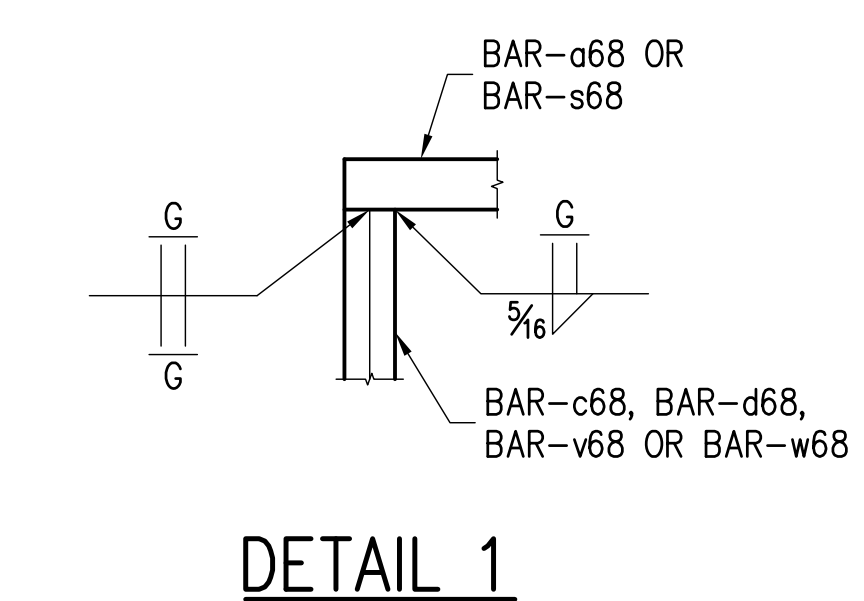 BAR-a68 OR
BAR-s68
G
G
5/16
G
BAR-c68, BAR-d68,
BAR-v68 OR BAR-w68
DETAIL 1